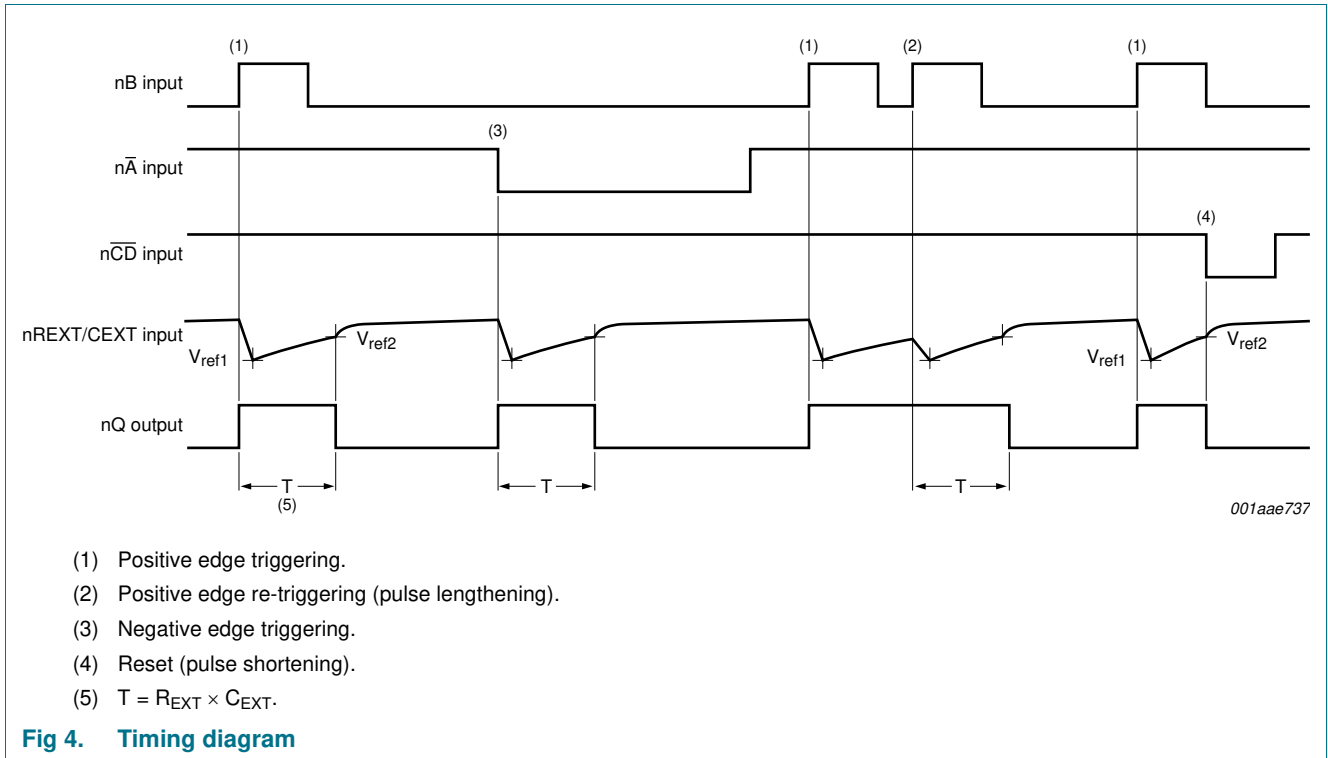 (1) (1) (2) (1)
nB input
(3)
nA̅ input
(4)
nC̅D̅ input
nREXT/CEXT input
Vref1 Vref2 Vref1 Vref2
nQ output
T T T
(5)
001aae737
(1) Positive edge triggering.
(2) Positive edge re-triggering (pulse lengthening).
(3) Negative edge triggering.
(4) Reset (pulse shortening).
(5) T = REXT × CEXT.
Fig 4. Timing diagram